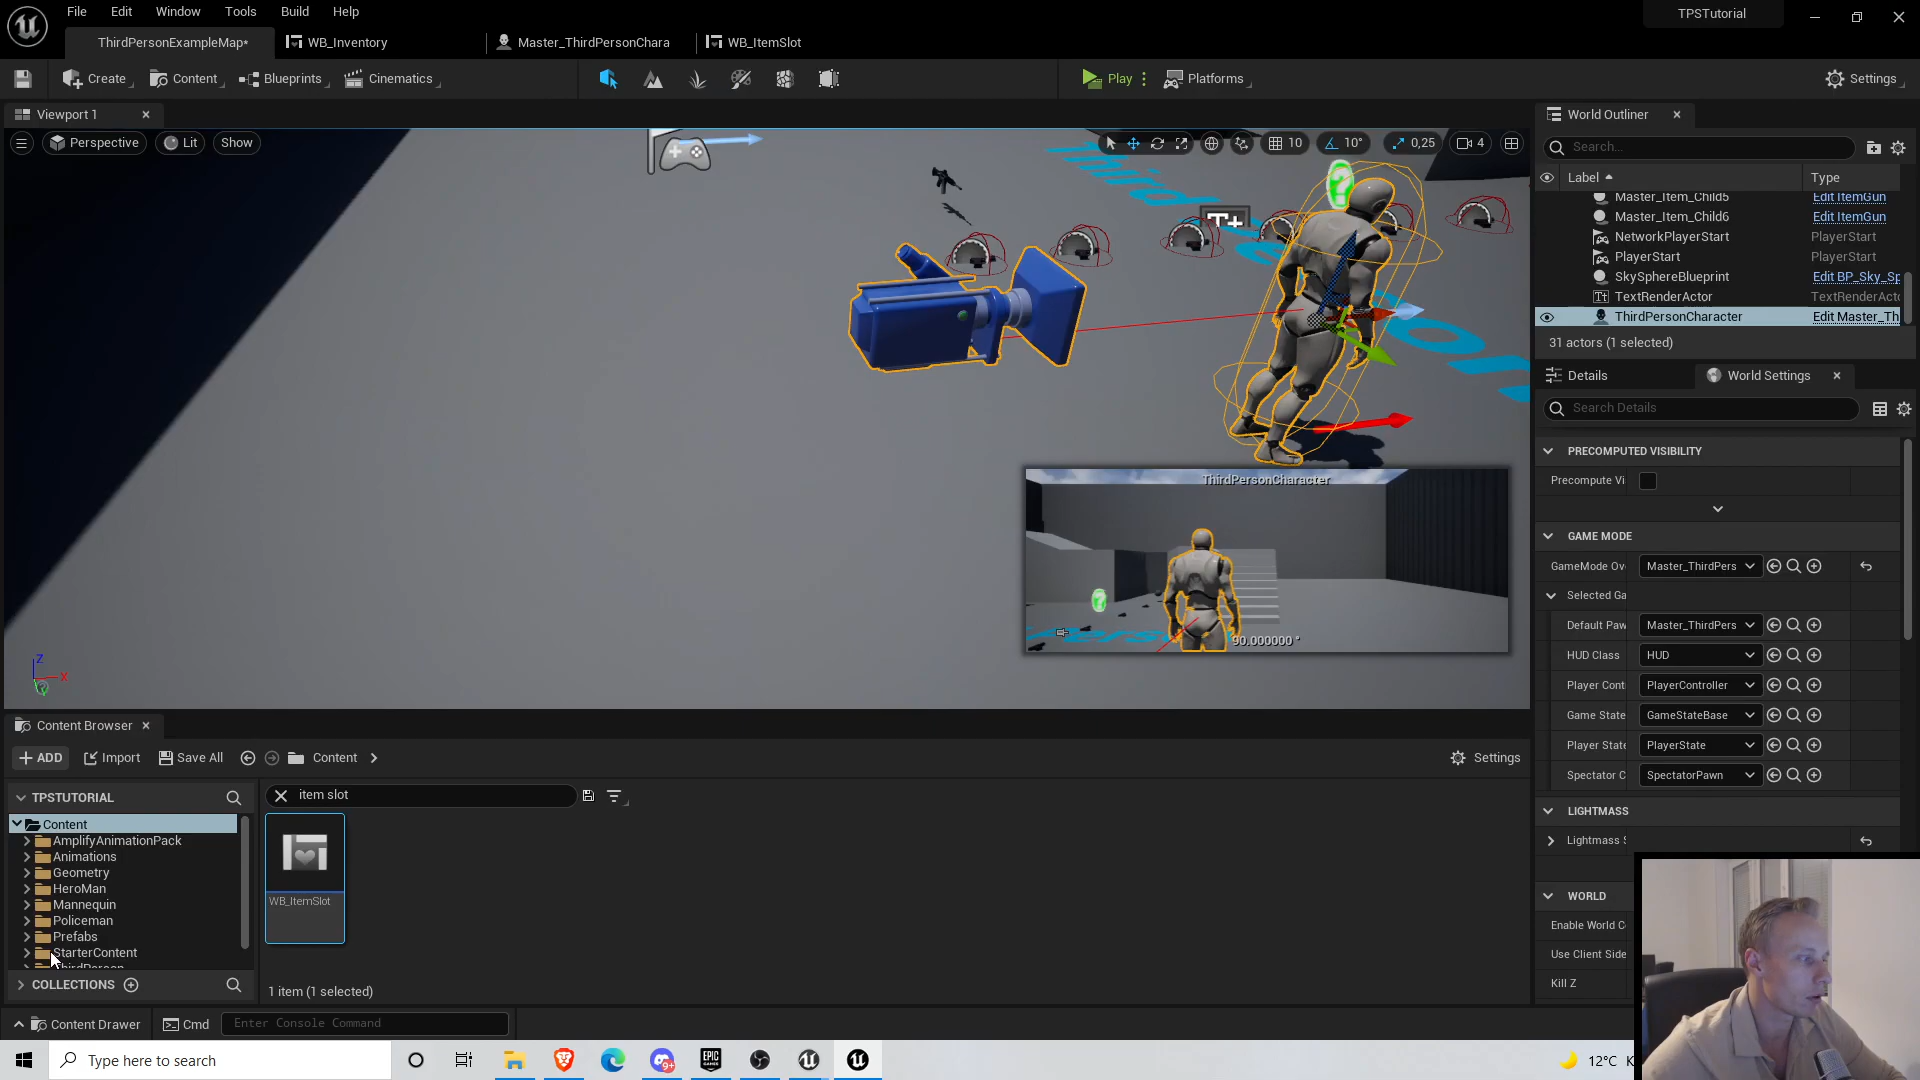 File Edit Window Tools Build Help
TPSTutorial
ThirdPersonExampleMap*
WB_Inventory
Master_ThirdPersonChara
WB_ItemSlot
Create Content Blueprints Cinematics
Play Platforms
Settings
Viewport 1
Perspective Lit Show
10 10° 0,25 4
ThirdPersonCharacter
90.000000 °
Z
X
World Outliner
Search...
Label Type
Master_Item_Child5 Edit ItemGun
Master_Item_Child6 Edit ItemGun
NetworkPlayerStart PlayerStart
PlayerStart PlayerStart
SkySphereBlueprint Edit BP_Sky_Sp
TextRenderActor TextRenderActo
ThirdPersonCharacter Edit Master_Th
31 actors (1 selected)
Details World Settings
Search Details
PRECOMPUTED VISIBILITY
Precompute Vi
GAME MODE
GameMode Ov Master_ThirdPers
Selected Ga
Default Paw Master_ThirdPers
HUD Class HUD
Player Cont PlayerController
Game State GameStateBase
Player State PlayerState
Spectator C SpectatorPawn
LIGHTMASS
Lightmass S
WORLD
Enable World C
Use Client Side
Kill Z
Content Browser
ADD Import Save All Content
Settings
TPSTUTORIAL
item slot
Content
AmplifyAnimationPack
Animations
Geometry
HeroMan
Mannequin
Policeman
Prefabs
StarterContent
ThirdPerson
WB_ItemSlot
COLLECTIONS
1 item (1 selected)
Content Drawer Cmd Enter Console Command
Type here to search
9+
EPIC
GAMES
12°C K